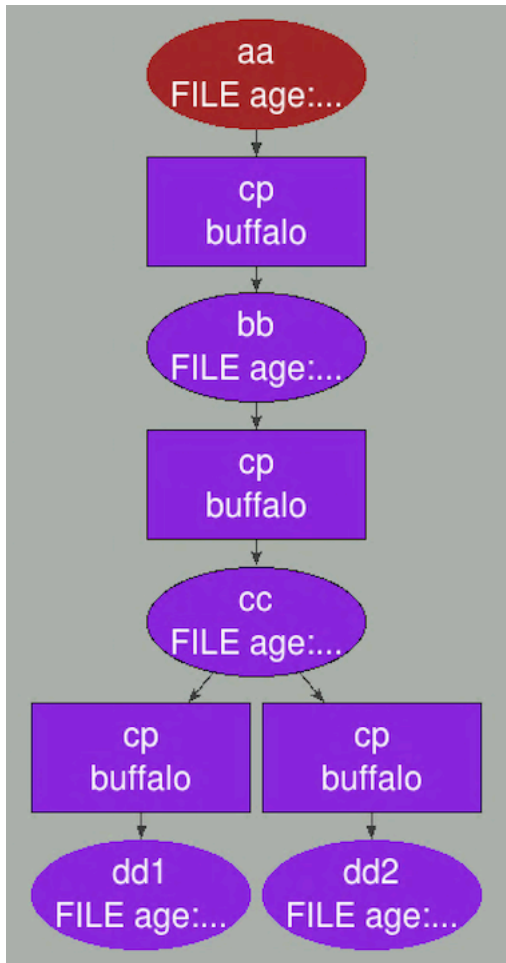 aa
FILE age:...
cp
buffalo
bb
FILE age:...
cp
buffalo
cc
FILE age:...
cp
buffalo
cp
buffalo
dd1
FILE age:...
dd2
FILE age:...